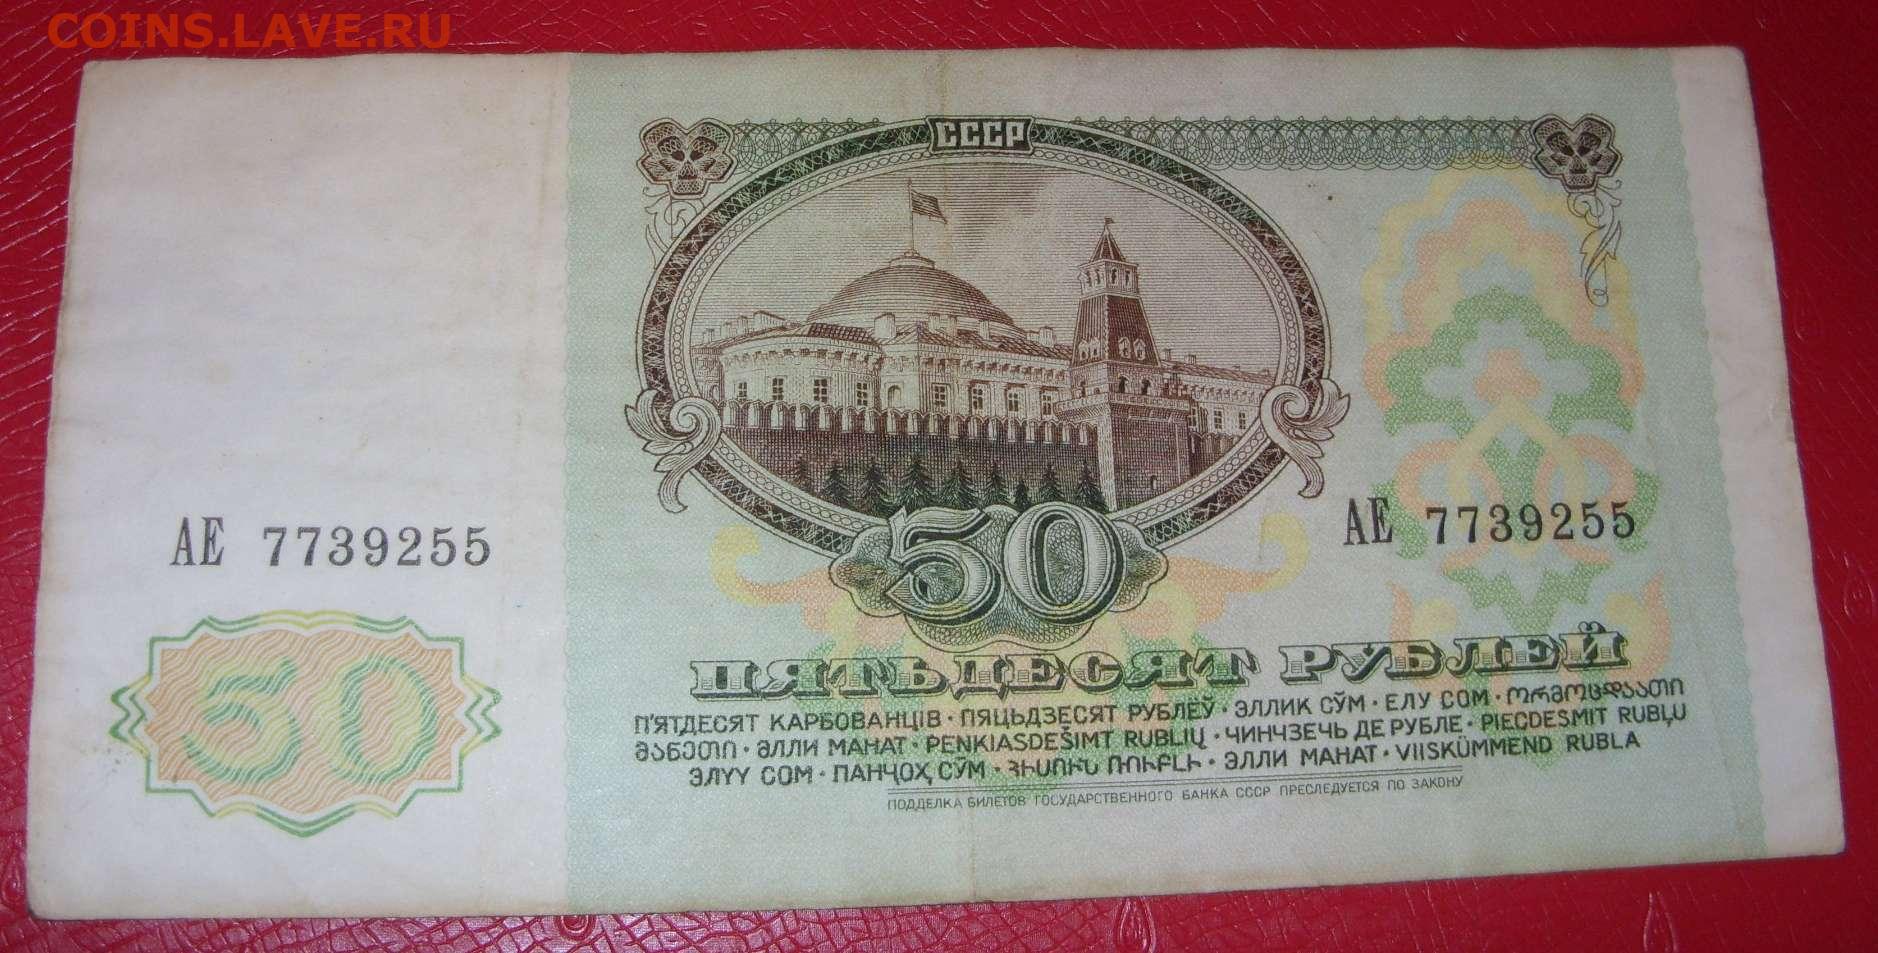 COINS.LAVE.RU
СССР
АЕ 7739255
50
АЕ 7739255
50
ПЯТЬДЕСЯТ РУБЛЕЙ
П'ЯТДЕСЯТ КАРБОВАНЦІВ · ПЯЦЬДЗЕСЯТ РУБЛЁЎ · ЭЛЛИК СЎМ · ЕЛУ СОМ · ᲝᲠᲛᲝᲪᲓᲐᲐᲗᲘ
ᲛᲐᲜᲔᲗᲘ · ӘЛЛИ МАНАТ · PENKIASDEŠIMT RUBLIŲ · ЧИНЧЗЕЧЬ ДЕ РУБЛЕ · PIECDESMIT RUBĻU
ЭЛҮҮ СОМ · ПАНҶОҲ СӮМ · ՀԻՍՈՒՆ ՌՈՒԲԼԻ · ЭЛЛИ МАНАТ · VIISKÜMMEND RUBLA
ПОДДЕЛКА БИЛЕТОВ ГОСУДАРСТВЕННОГО БАНКА СССР ПРЕСЛЕДУЕТСЯ ПО ЗАКОНУ